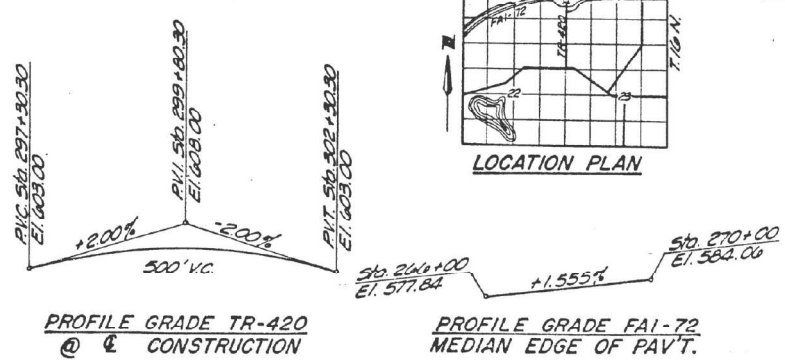 FAI-72
TR-420
T.16 N.
22
23
LOCATION PLAN
P.V.C. Sta. 297+30.30
El. 603.00
P.V.I. Sta. 299+80.30
El. 608.00
P.V.T. Sta. 302+30.30
El. 603.00
+2.00%
-2.00%
500' V.C.
PROFILE GRADE TR-420
@ ℄ CONSTRUCTION
Sta. 266+00
El. 577.84
+1.555%
Sta. 270+00
El. 584.06
PROFILE GRADE FAI-72
MEDIAN EDGE OF PAV'T.